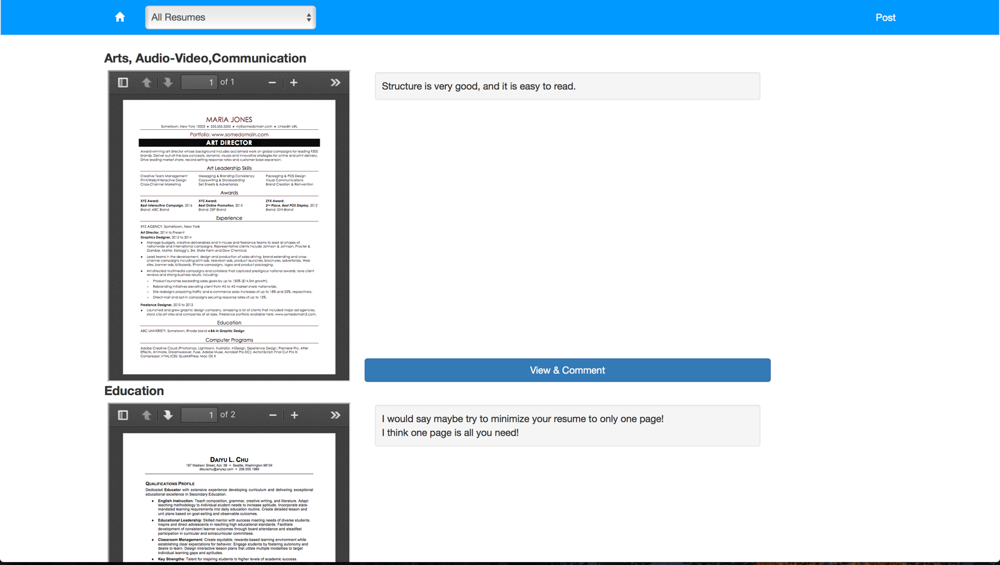 All Resumes
Post
Arts, Audio-Video,Communication
1 of 1
MARIA JONES
Sometown, New York 10003 • 555.555.5555 • mj@somedomain.com • LinkedIn URL
Portfolio: www.somedomain.com
ART DIRECTOR
Award-winning art director whose background includes acclaimed work on global campaigns for leading F500
brands. Deliver out-of-the-box concepts, dynamic visuals and innovative strategies for online and print delivery.
Drive leading market share, record-setting response rates and customer base expansion.
Art Leadership Skills
Creative Team Management Messaging & Branding Consistency Packaging & POS Design
Print/Web/Interactive Design Copywriting & Storyboarding Visual Communications
Cross-Channel Marketing Sell Sheets & Advertorials Brand Creation & Reinvention
Awards
XYZ Award: XYZ Award: ZYX Award:
Best Interactive Campaign, 2016 Best Online Promotion, 2015 2nd Place, Best POS Display, 2012
Brand: ABC Brand Brand: DEF Brand Brand: GHI Brand
Experience
XYZ AGENCY, Sometown, New York
Art Director, 2014 to Present
Graphics Designer, 2012 to 2014
• Manage budgets, creative deliverables and in-house and freelance teams to lead all phases of
nationwide and international campaigns. Representative clients include Johnson & Johnson, Procter &
Gamble, Mattel, Kellogg's, 3M, State Farm and Dow Chemical.
• Lead teams in the development, design and production of sales-driving, brand-extending and cross-
channel campaigns including print ads, television ads, product launches, brochures, advertorials, Web
sites, banner ads, billboards, iPhone campaigns, logos and product packaging.
• Art-directed multimedia campaigns and collateral that captured prestigious national awards, rave client
reviews and strong business results, including:
Product launches exceeding sales goals by up to 150% ($14.5M growth).
Rebranding initiatives elevating client from #5 to #2 market share nationwide.
Site redesigns propelling traffic and e-commerce sales increases of up to 18% and 25%, respectively.
Direct-mail and opt-in campaigns securing response rates of up to 15%.
Freelance Designer, 2010 to 2012
• Launched and grew graphic design company, amassing a list of clients that included major ad agencies,
stock clip-art sites and companies of all sizes. Freelance portfolio available here: www.somedomain2.com.
Education
ABC UNIVERISTY, Sometown, Rhode Island • BA in Graphic Design
Computer Programs
Adobe Creative Cloud (Photoshop, Lightroom, Illustrator, InDesign, Experience Design, Premiere Pro, After
Effects, Animate, Dreamweaver, Fuse, Adobe Muse, Acrobat Pro DC); ActionScript; Final Cut Pro X;
Compressor; HTML/CSS; QuarkXPress; Mac OS X
Structure is very good, and it is easy to read.
View & Comment
Education
1 of 2
DAIYU L. CHU
187 Madison Street, Apt. 3B • Seattle, Washington 98104
dlouischu@anyisp.com • 206.555.1989
QUALIFICATIONS PROFILE
Dedicated Educator with extensive experience developing curriculum and delivering exceptional
educational excellence in Secondary Education.
♦ English Instruction: Teach composition, grammar, creative writing, and literature. Adapt
teaching methodology to individual student needs to increase aptitude. Incorporate state-
mandated learning requirements into daily education routine. Create detailed lesson and
unit plans based on goal-setting and observable outcomes.
♦ Educational Leadership: Skilled mentor with success meeting needs of diverse students.
Inspire and direct adolescents in reaching high educational standards. Facilitate
development of consistent learner outcomes through board attendance and steadfast
participation in curricular and extracurricular committees.
♦ Classroom Management: Create equitable, rewards-based learning environment while
establishing clear expectations for behavior. Engage students by fostering autonomy and
desire to learn. Design interactive lesson plans that utilize multiple modalities to target
individual learning gaps and aptitudes.
♦ Key Strengths: Talent for inspiring students to higher levels of academic success.
I would say maybe try to minimize your resume to only one page!
I think one page is all you need!